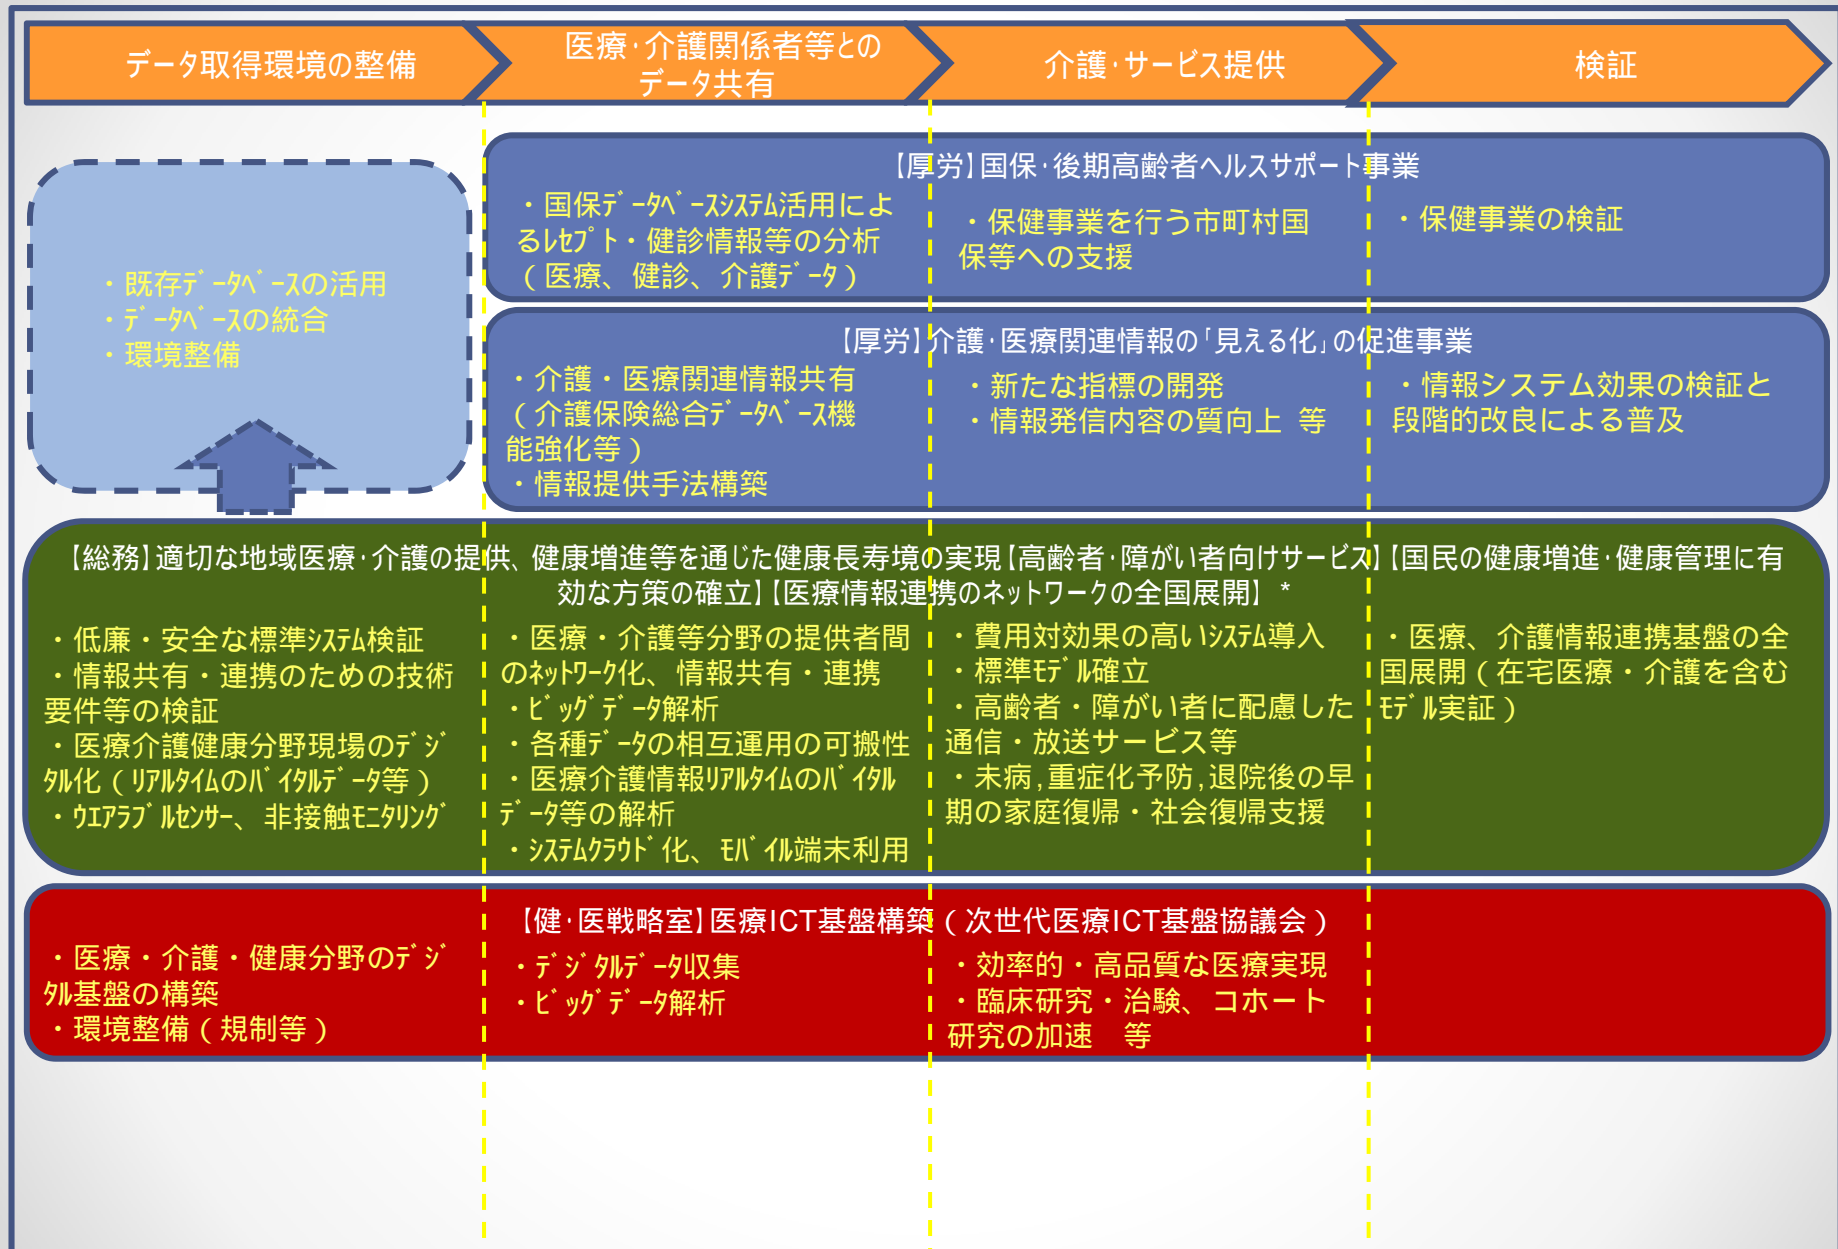 データ取得環境の整備
医療･介護関係者等との
データ共有
介護･サービス提供
検証
・既存ﾃﾞｰﾀﾍﾞｰｽの活用
・ﾃﾞｰﾀﾍﾞｰｽの統合
・環境整備
【厚労】国保･後期高齢者ヘルスサポート事業
・国保ﾃﾞｰﾀﾍﾞｰｽｼｽﾃﾑ活用によ
るﾚｾﾌﾟﾄ・健診情報等の分析
（医療、健診、介護ﾃﾞｰﾀ）
・保健事業を行う市町村国
保等への支援
・保健事業の検証
【厚労】介護･医療関連情報の｢見える化｣の促進事業
・介護・医療関連情報共有
（介護保険総合ﾃﾞｰﾀﾍﾞｰｽ機
能強化等）
・情報提供手法構築
・新たな指標の開発
・情報発信内容の質向上 等
・情報システム効果の検証と
段階的改良による普及
【総務】適切な地域医療･介護の提供、健康増進等を通じた健康長寿境の実現【高齢者･障がい者向けサービス】【国民の健康増進･健康管理に有
効な方策の確立】【医療情報連携のネットワークの全国展開】 *
・低廉・安全な標準ｼｽﾃﾑ検証
・情報共有・連携のための技術
要件等の検証
・医療介護健康分野現場のﾃﾞｼﾞ
ﾀﾙ化（ﾘｱﾙﾀｲﾑのﾊﾞｲﾀﾙﾃﾞｰﾀ等）
・ｳｴｱﾗﾌﾞﾙｾﾝｻｰ、非接触ﾓﾆﾀﾘﾝｸﾞ
・医療・介護等分野の提供者間
のﾈｯﾄﾜｰｸ化、情報共有・連携
・ﾋﾞｯｸﾞﾃﾞｰﾀ解析
・各種ﾃﾞｰﾀの相互運用の可搬性
・医療介護情報ﾘｱﾙﾀｲﾑのﾊﾞｲﾀﾙ
ﾃﾞｰﾀ等の解析
・ｼｽﾃﾑｸﾗｳﾄﾞ化、ﾓﾊﾞｲﾙ端末利用
・費用対効果の高いｼｽﾃﾑ導入
・標準ﾓﾃﾞﾙ確立
・高齢者・障がい者に配慮した
通信・放送サービス等
・未病,重症化予防,退院後の早
期の家庭復帰・社会復帰支援
・医療、介護情報連携基盤の全
国展開（在宅医療・介護を含む
ﾓﾃﾞﾙ実証）
【健･医戦略室】医療ICT基盤構築（次世代医療ICT基盤協議会）
・医療・介護・健康分野のﾃﾞｼﾞ
ﾀﾙ基盤の構築
・環境整備（規制等）
・ﾃﾞｼﾞﾀﾙﾃﾞｰﾀ収集
・ﾋﾞｯｸﾞﾃﾞｰﾀ解析
・効率的・高品質な医療実現
・臨床研究・治験、コホート
研究の加速　等